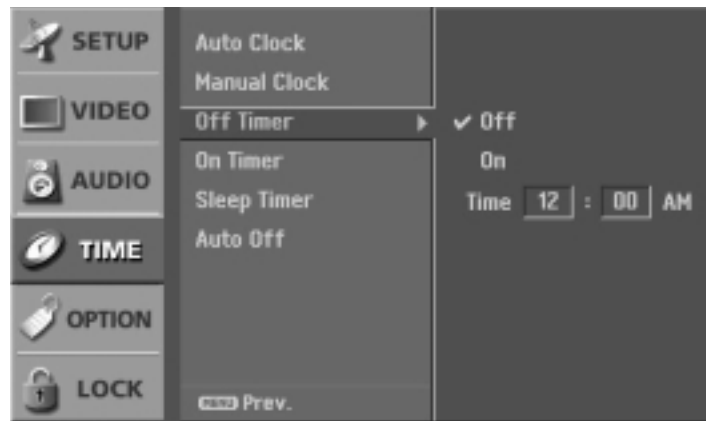 SETUP
VIDEO
AUDIO
TIME
OPTION
LOCK
Auto Clock
Manual Clock
Off Timer
On Timer
Sleep Timer
Auto Off
MENU Prev.
Off
On
Time 12 : 00 AM